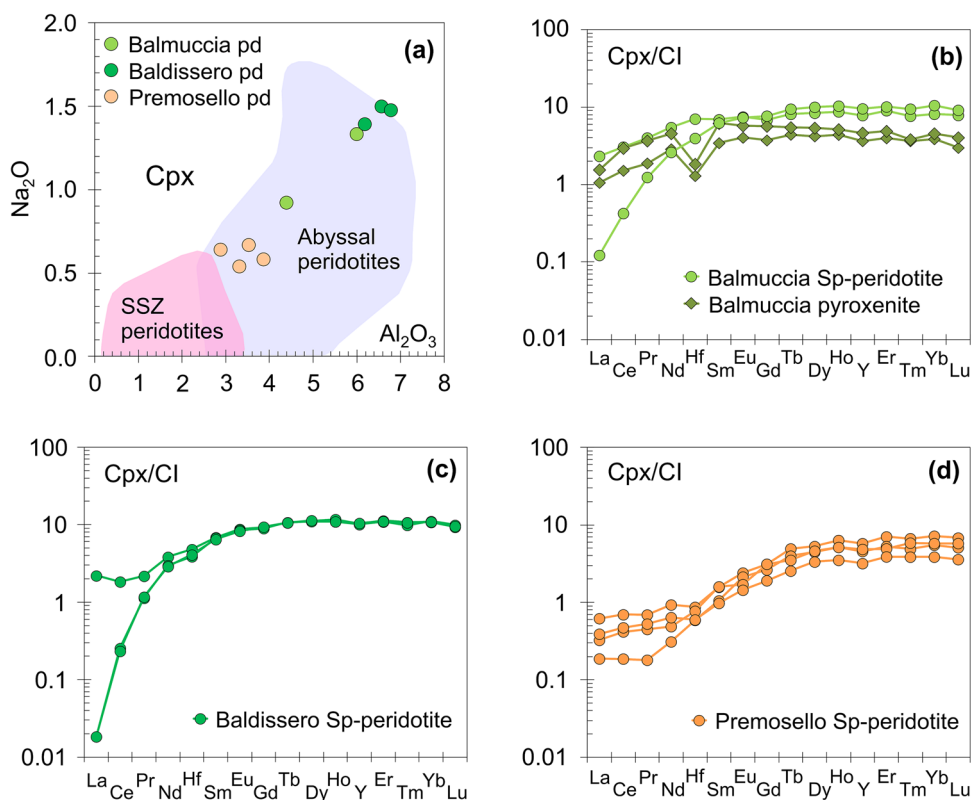 2.0
1.5
1.0
0.5
0.0
Na₂O
Balmuccia pd
Baldissero pd
Premosello pd
(a)
Cpx
Abyssal
peridotites
SSZ
peridotites
Al₂O₃
0 1 2 3 4 5 6 7 8
100
10
1
0.1
0.01
Cpx/CI
(b)
Balmuccia Sp-peridotite
Balmuccia pyroxenite
La Ce Pr Nd Hf Sm Eu Gd Tb Dy Ho Y Er Tm Yb Lu
100
10
1
0.1
0.01
Cpx/CI
(c)
Baldissero Sp-peridotite
La Ce Pr Nd Hf Sm Eu Gd Tb Dy Ho Y Er Tm Yb Lu
100
10
1
0.1
0.01
Cpx/CI
(d)
Premosello Sp-peridotite
La Ce Pr Nd Hf Sm Eu Gd Tb Dy Ho Y Er Tm Yb Lu